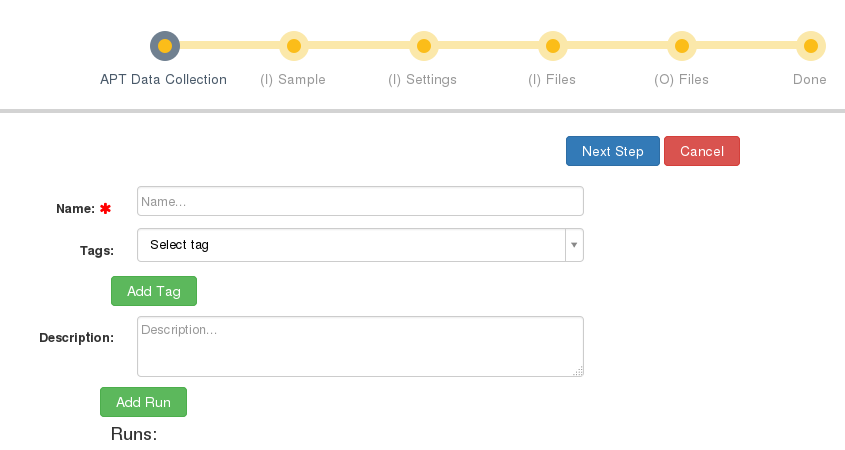 APT Data Collection (I) Sample (I) Settings (I) Files (O) Files Done
Next Step Cancel
Name: ✱ Name...
Tags: Select tag
Add Tag
Description: Description...
Add Run
Runs: